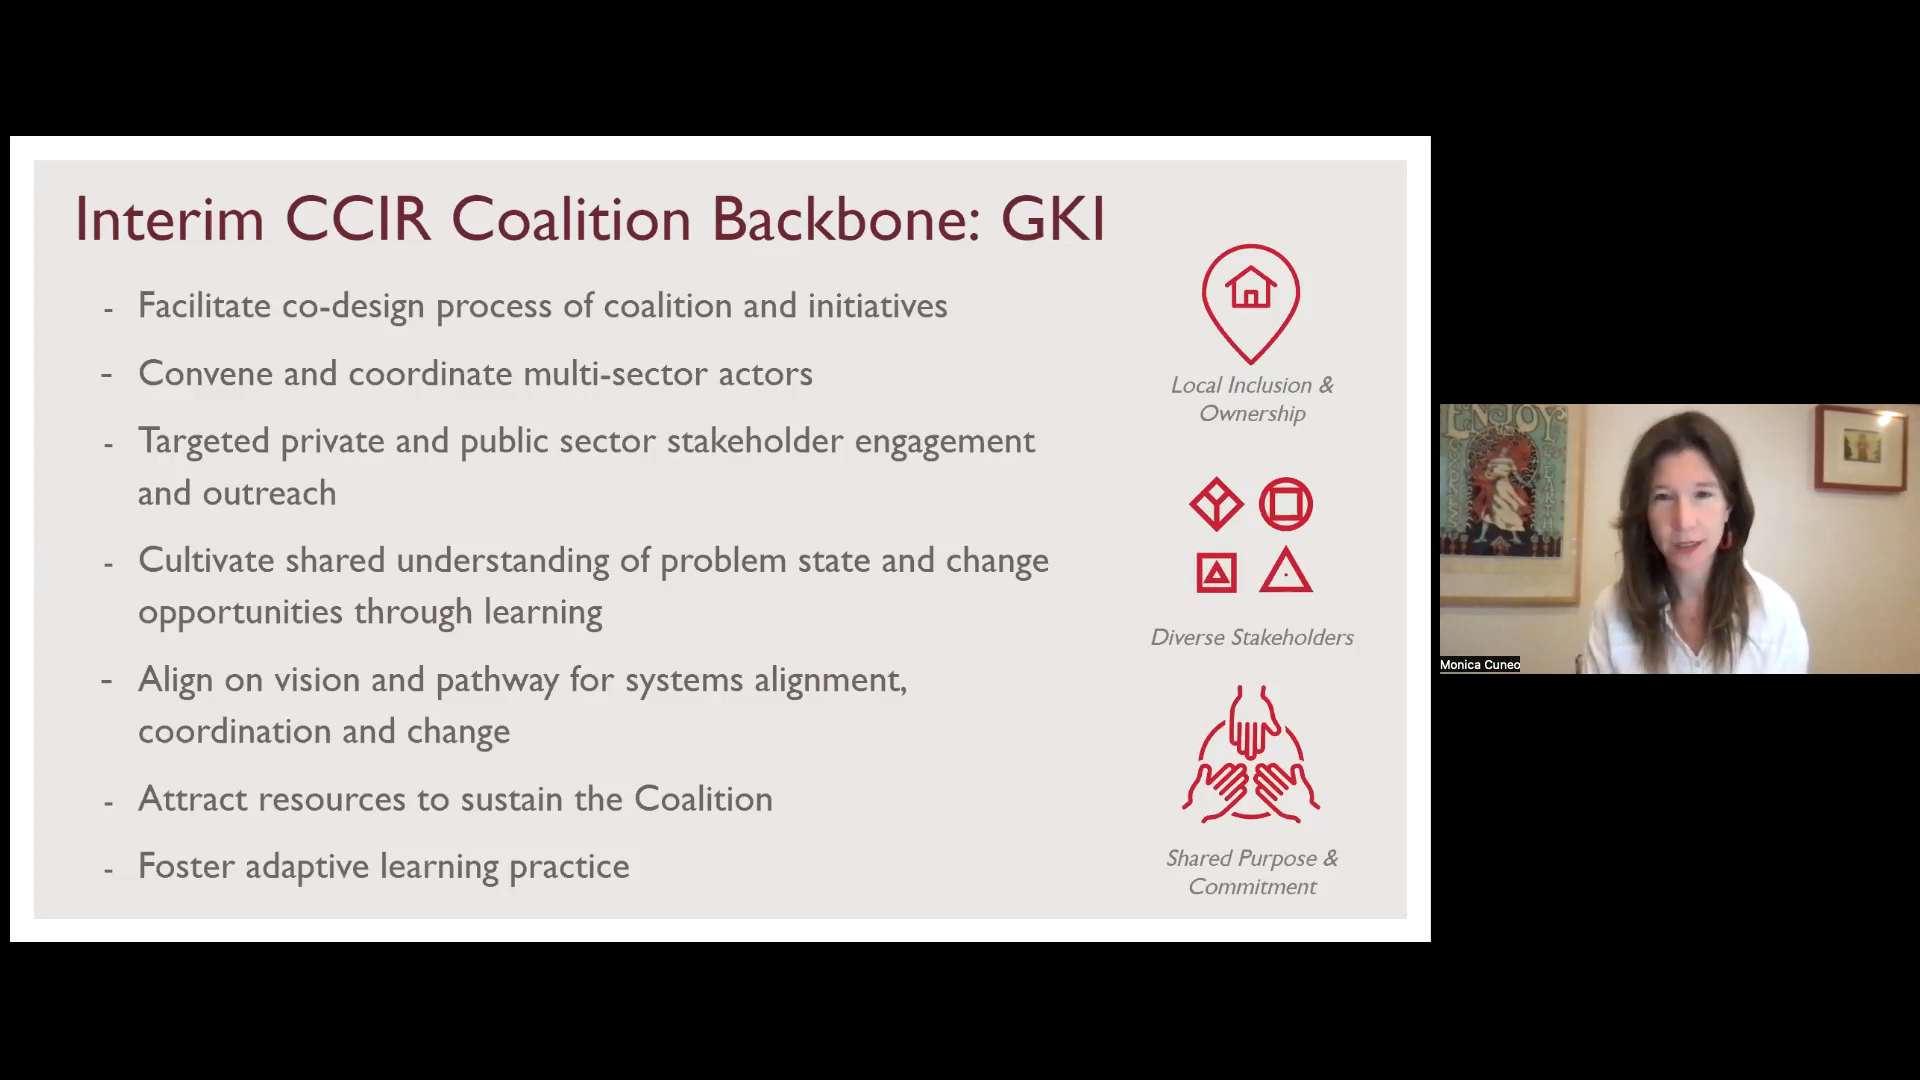 Interim CCIR Coalition Backbone: GKI
- Facilitate co-design process of coalition and initiatives
- Convene and coordinate multi-sector actors
- Targeted private and public sector stakeholder engagement
and outreach
- Cultivate shared understanding of problem state and change
opportunities through learning
- Align on vision and pathway for systems alignment,
coordination and change
- Attract resources to sustain the Coalition
- Foster adaptive learning practice
Local Inclusion &
Ownership
Diverse Stakeholders
Shared Purpose &
Commitment
ENJOY
Monica Cuneo